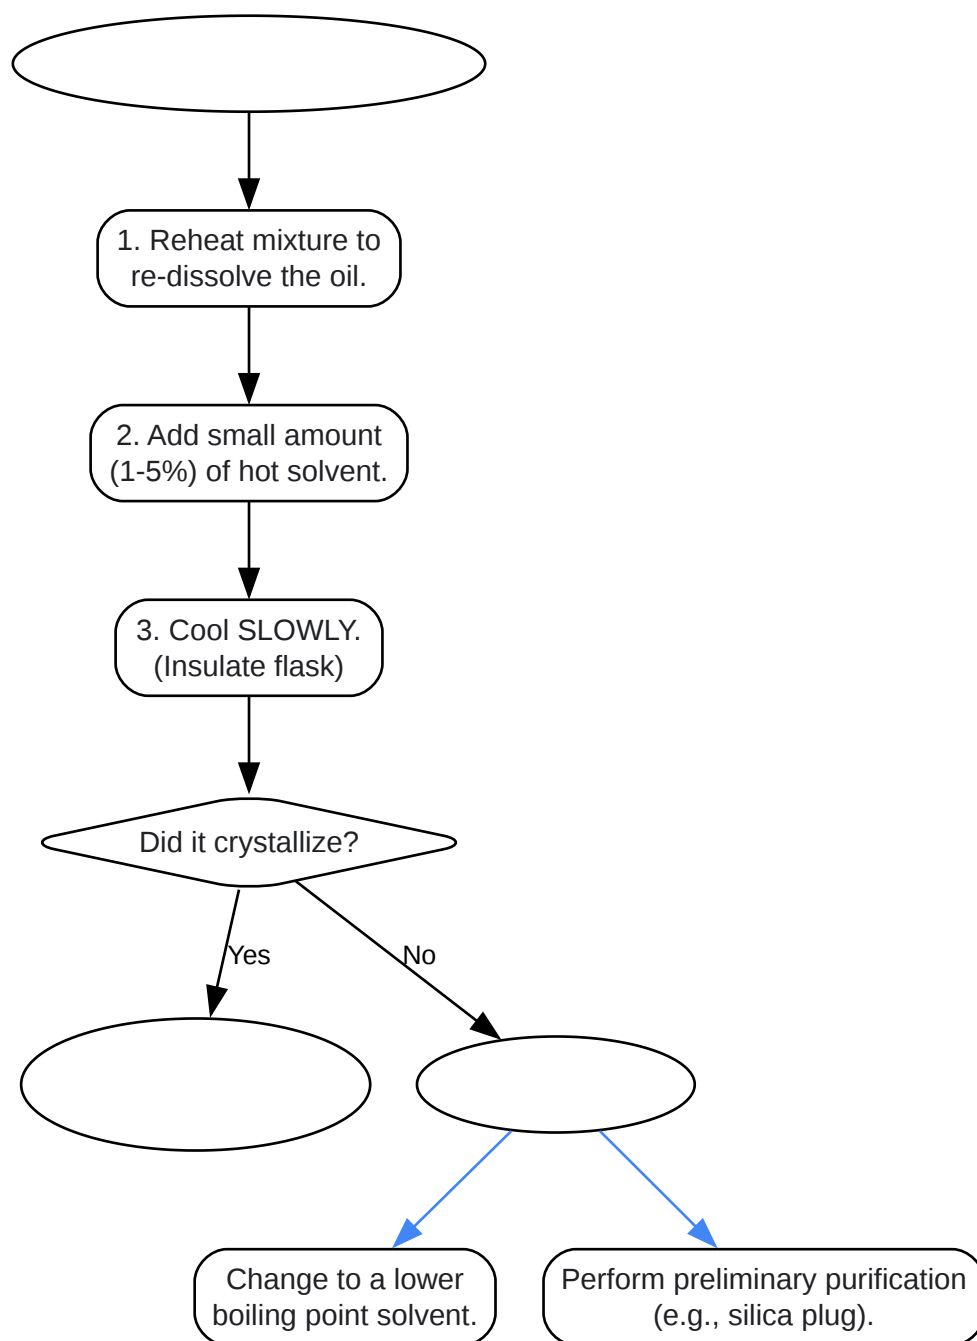 1. Reheat mixture to
re-dissolve the oil.
2. Add small amount
(1-5%) of hot solvent.
3. Cool SLOWLY.
(Insulate flask)
Did it crystallize?
Yes
No
Change to a lower
boiling point solvent.
Perform preliminary purification
(e.g., silica plug).